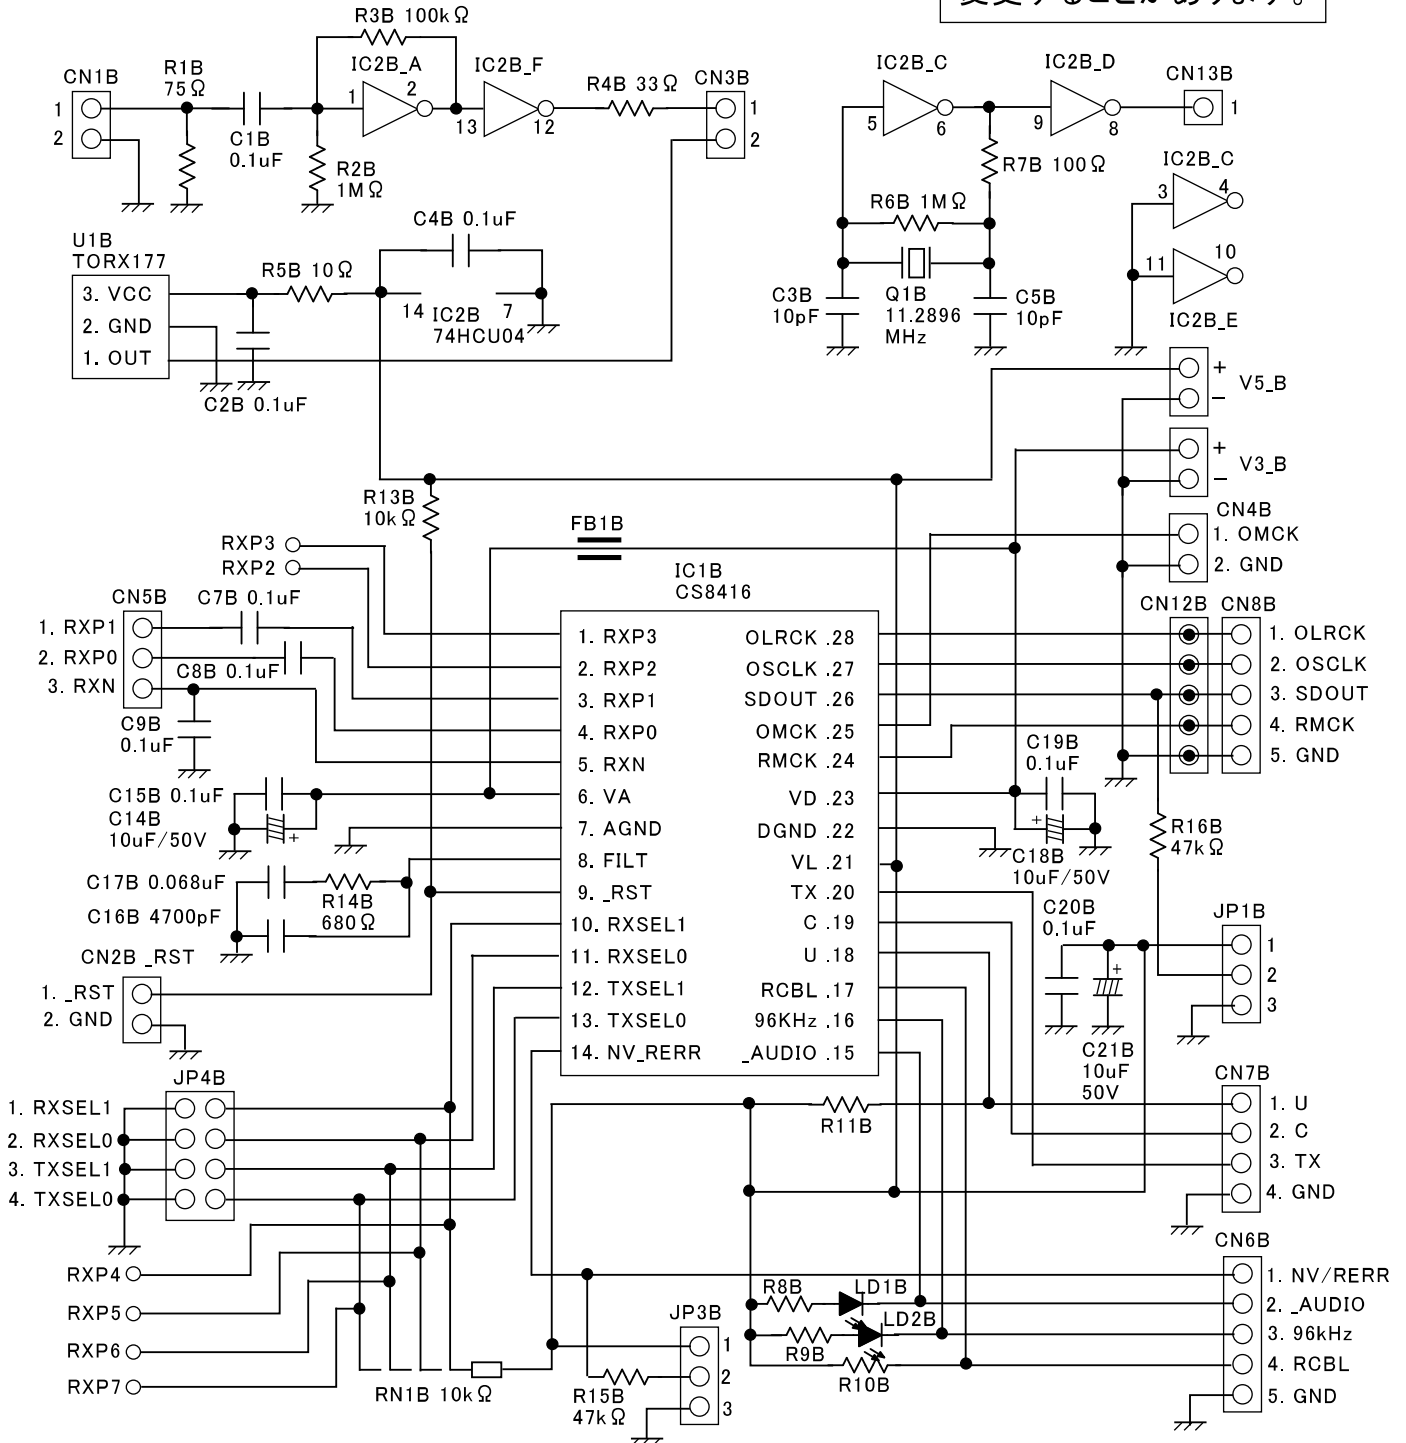 変更することがあります。
R3B 100kΩ
CN1B
R1B
75Ω
IC2B_A
IC2B_F
R4B 33Ω
CN3B
1
2
1
2
13
12
1
2
C1B
0.1uF
R2B
1MΩ
IC2B_C
IC2B_D
CN13B
5
6
9
8
1
R7B 100Ω
IC2B_C
3
4
R6B 1MΩ
11
10
IC2B_E
C3B
10pF
Q1B
11.2896
MHz
C5B
10pF
U1B
TORX177
3. VCC
2. GND
1. OUT
R5B 10Ω
C4B 0.1uF
14
7
IC2B
74HCU04
C2B 0.1uF
+
−
V5_B
+
−
V3_B
R13B
10kΩ
FB1B
CN4B
1. OMCK
2. GND
RXP3
RXP2
IC1B
CS8416
CN5B
C7B 0.1uF
1. RXP1
2. RXP0
3. RXN
C8B 0.1uF
C9B
0.1uF
CN12B
CN8B
1. OLRCK
2. OSCLK
3. SDOUT
4. RMCK
5. GND
1. RXP3
2. RXP2
3. RXP1
4. RXP0
5. RXN
6. VA
7. AGND
8. FILT
9. _RST
10. RXSEL1
11. RXSEL0
12. TXSEL1
13. TXSEL0
14. NV_RERR
OLRCK .28
OSCLK .27
SDOUT .26
OMCK .25
RMCK .24
VD .23
DGND .22
VL .21
TX .20
C .19
U .18
RCBL .17
96KHz .16
_AUDIO .15
C15B 0.1uF
C14B
10uF/50V
+
C17B 0.068uF
R14B
680Ω
C16B 4700pF
CN2B _RST
1. _RST
2. GND
C19B
0.1uF
+
C18B
10uF/50V
R16B
47kΩ
C20B
0.1uF
+
C21B
10uF
50V
JP1B
1
2
3
JP4B
1. RXSEL1
2. RXSEL0
3. TXSEL1
4. TXSEL0
R11B
CN7B
1. U
2. C
3. TX
4. GND
RXP4
RXP5
RXP6
RXP7
RN1B 10kΩ
R15B
47kΩ
JP3B
1
2
3
R8B
LD1B
LD2B
R9B
R10B
CN6B
1. NV/RERR
2. _AUDIO
3. 96kHz
4. RCBL
5. GND